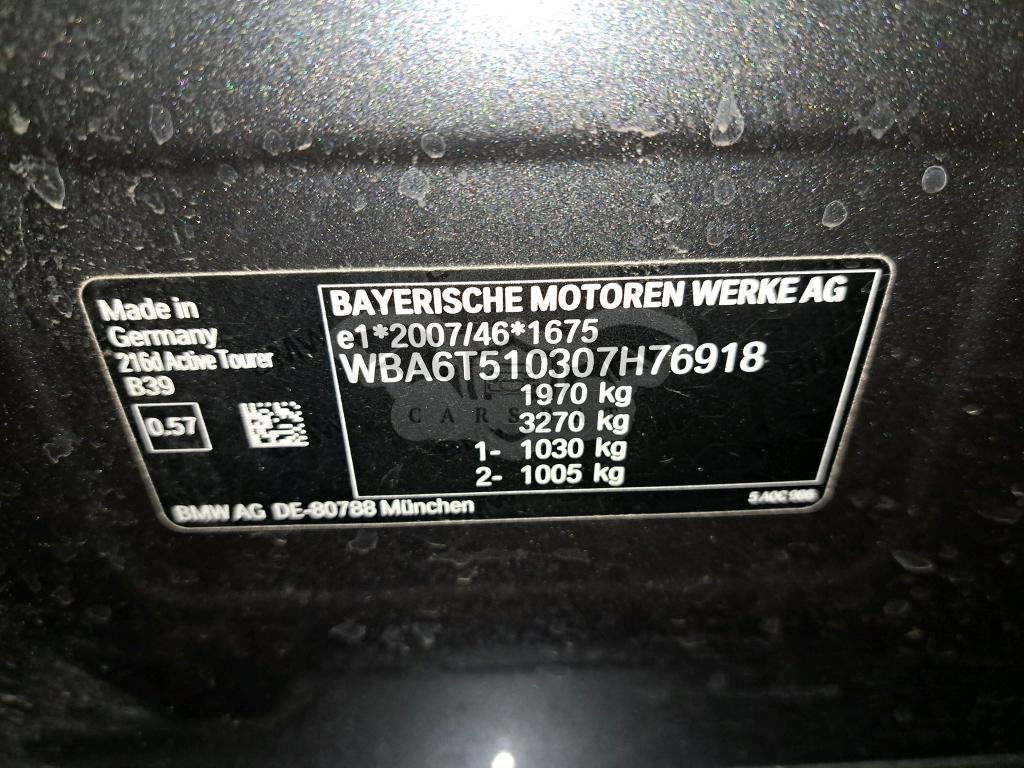 Made in
Germany
216d Active Tourer
B39
0.57
BAYERISCHE MOTOREN WERKE AG
e1*2007/46*1675
WBA6T510307H76918
1970 kg
3270 kg
1- 1030 kg
2- 1005 kg
BMW AG DE-80788 München
CARS